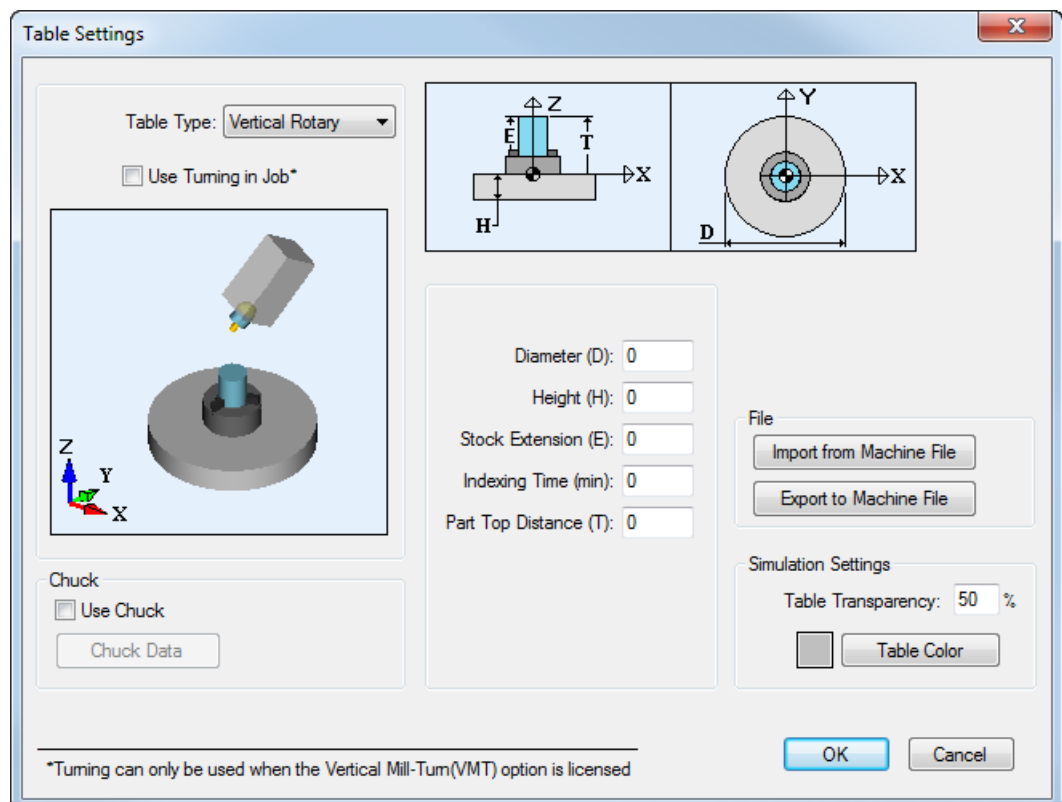 Table Settings
Table Type: Vertical Rotary
Use Turning in Job*
Z
Y
X
Z
E
T
X
H
Y
X
D
Diameter (D): 0
Height (H): 0
Stock Extension (E): 0
Indexing Time (min): 0
Part Top Distance (T): 0
File
Import from Machine File
Export to Machine File
Chuck
Use Chuck
Chuck Data
Simulation Settings
Table Transparency: 50 %
Table Color
*Turning can only be used when the Vertical Mill-Turn(VMT) option is licensed
OK
Cancel